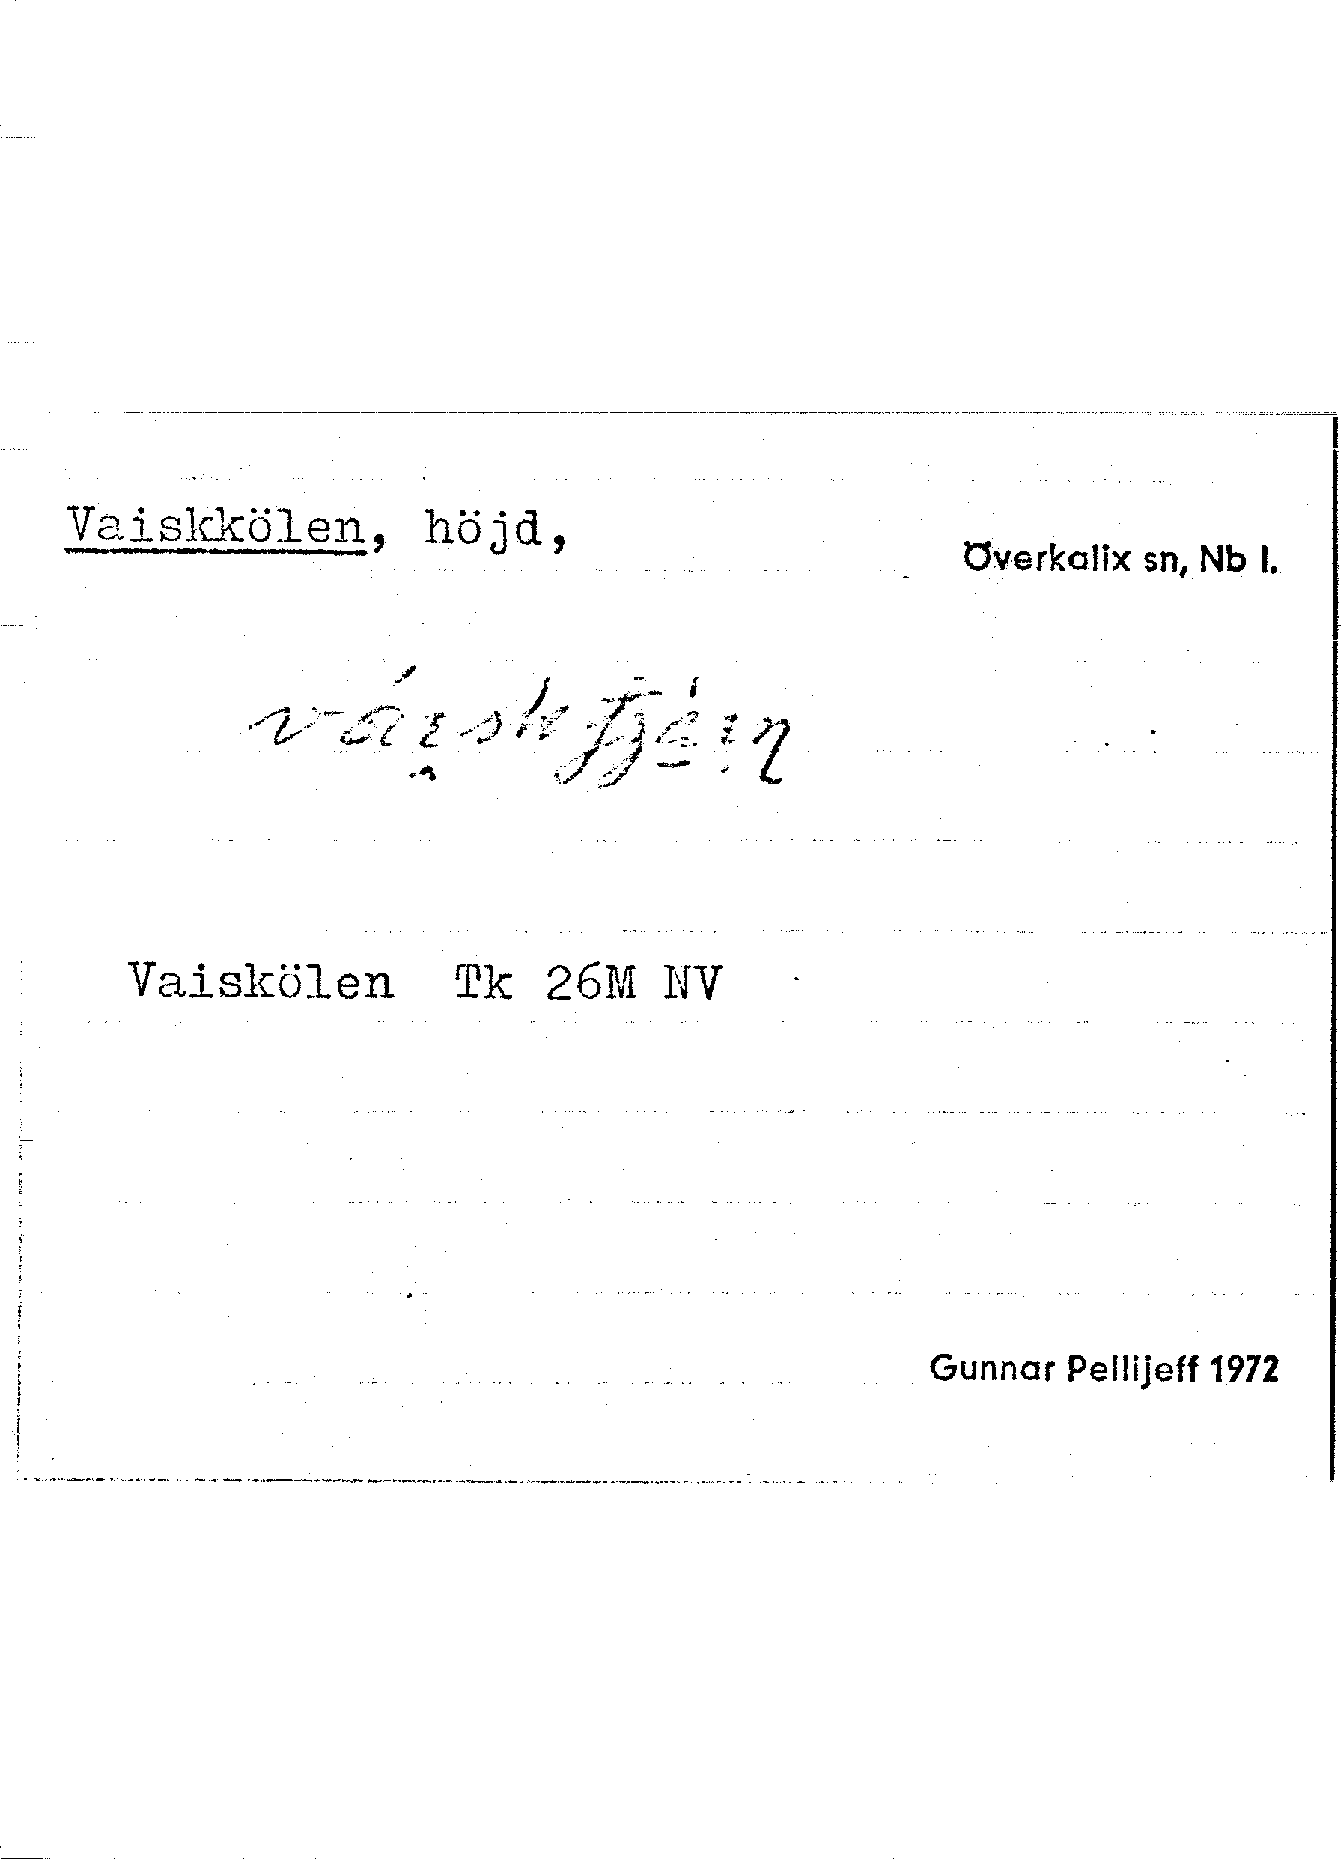 Vaiskkölen, höjd,
Överkalix sn, Nb l.
Vaiskölen Tk 26M NV
Gunnar Pellijeff 1972